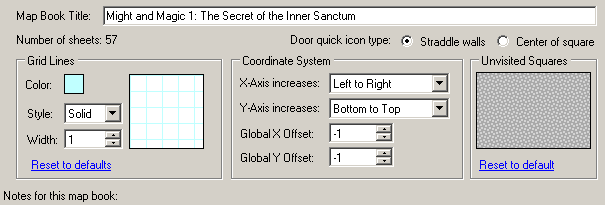 Map Book Title: Might and Magic 1: The Secret of the Inner Sanctum
Number of sheets: 57 Door quick icon type: Straddle walls Center of square
Grid Lines
Color:
Style: Solid
Width: 1
Reset to defaults
Coordinate System
X-Axis increases: Left to Right
Y-Axis increases: Bottom to Top
Global X Offset: -1
Global Y Offset: -1
Unvisited Squares
Reset to default
Notes for this map book: